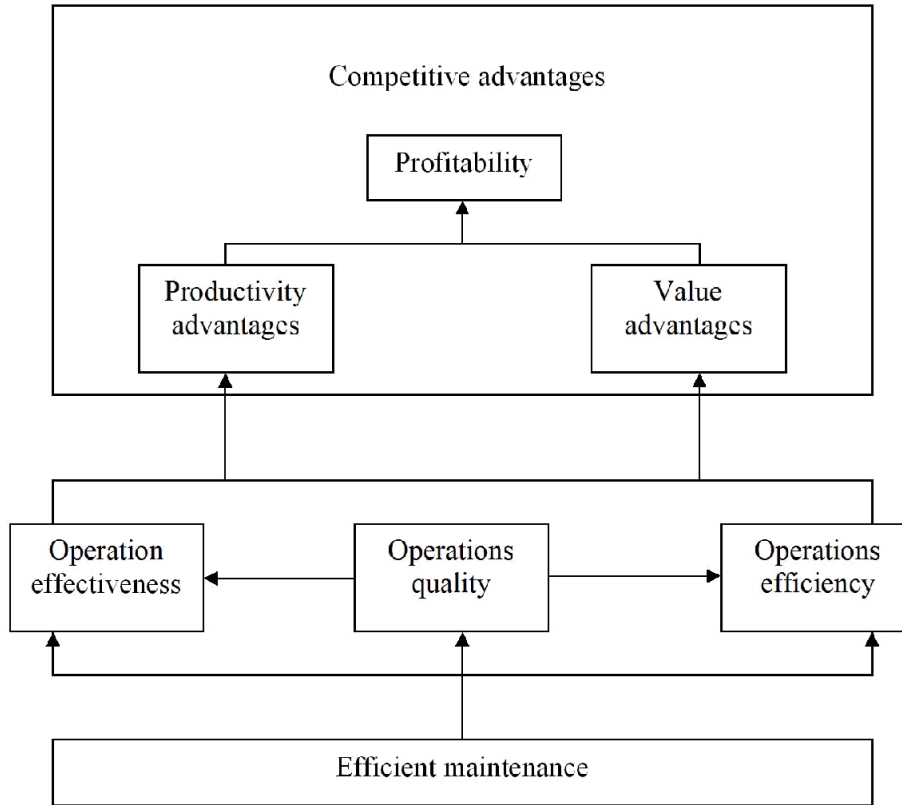 Competitive advantages
Profitability
Productivity
advantages
Value
advantages
Operation
effectiveness
Operations
quality
Operations
efficiency
Efficient maintenance